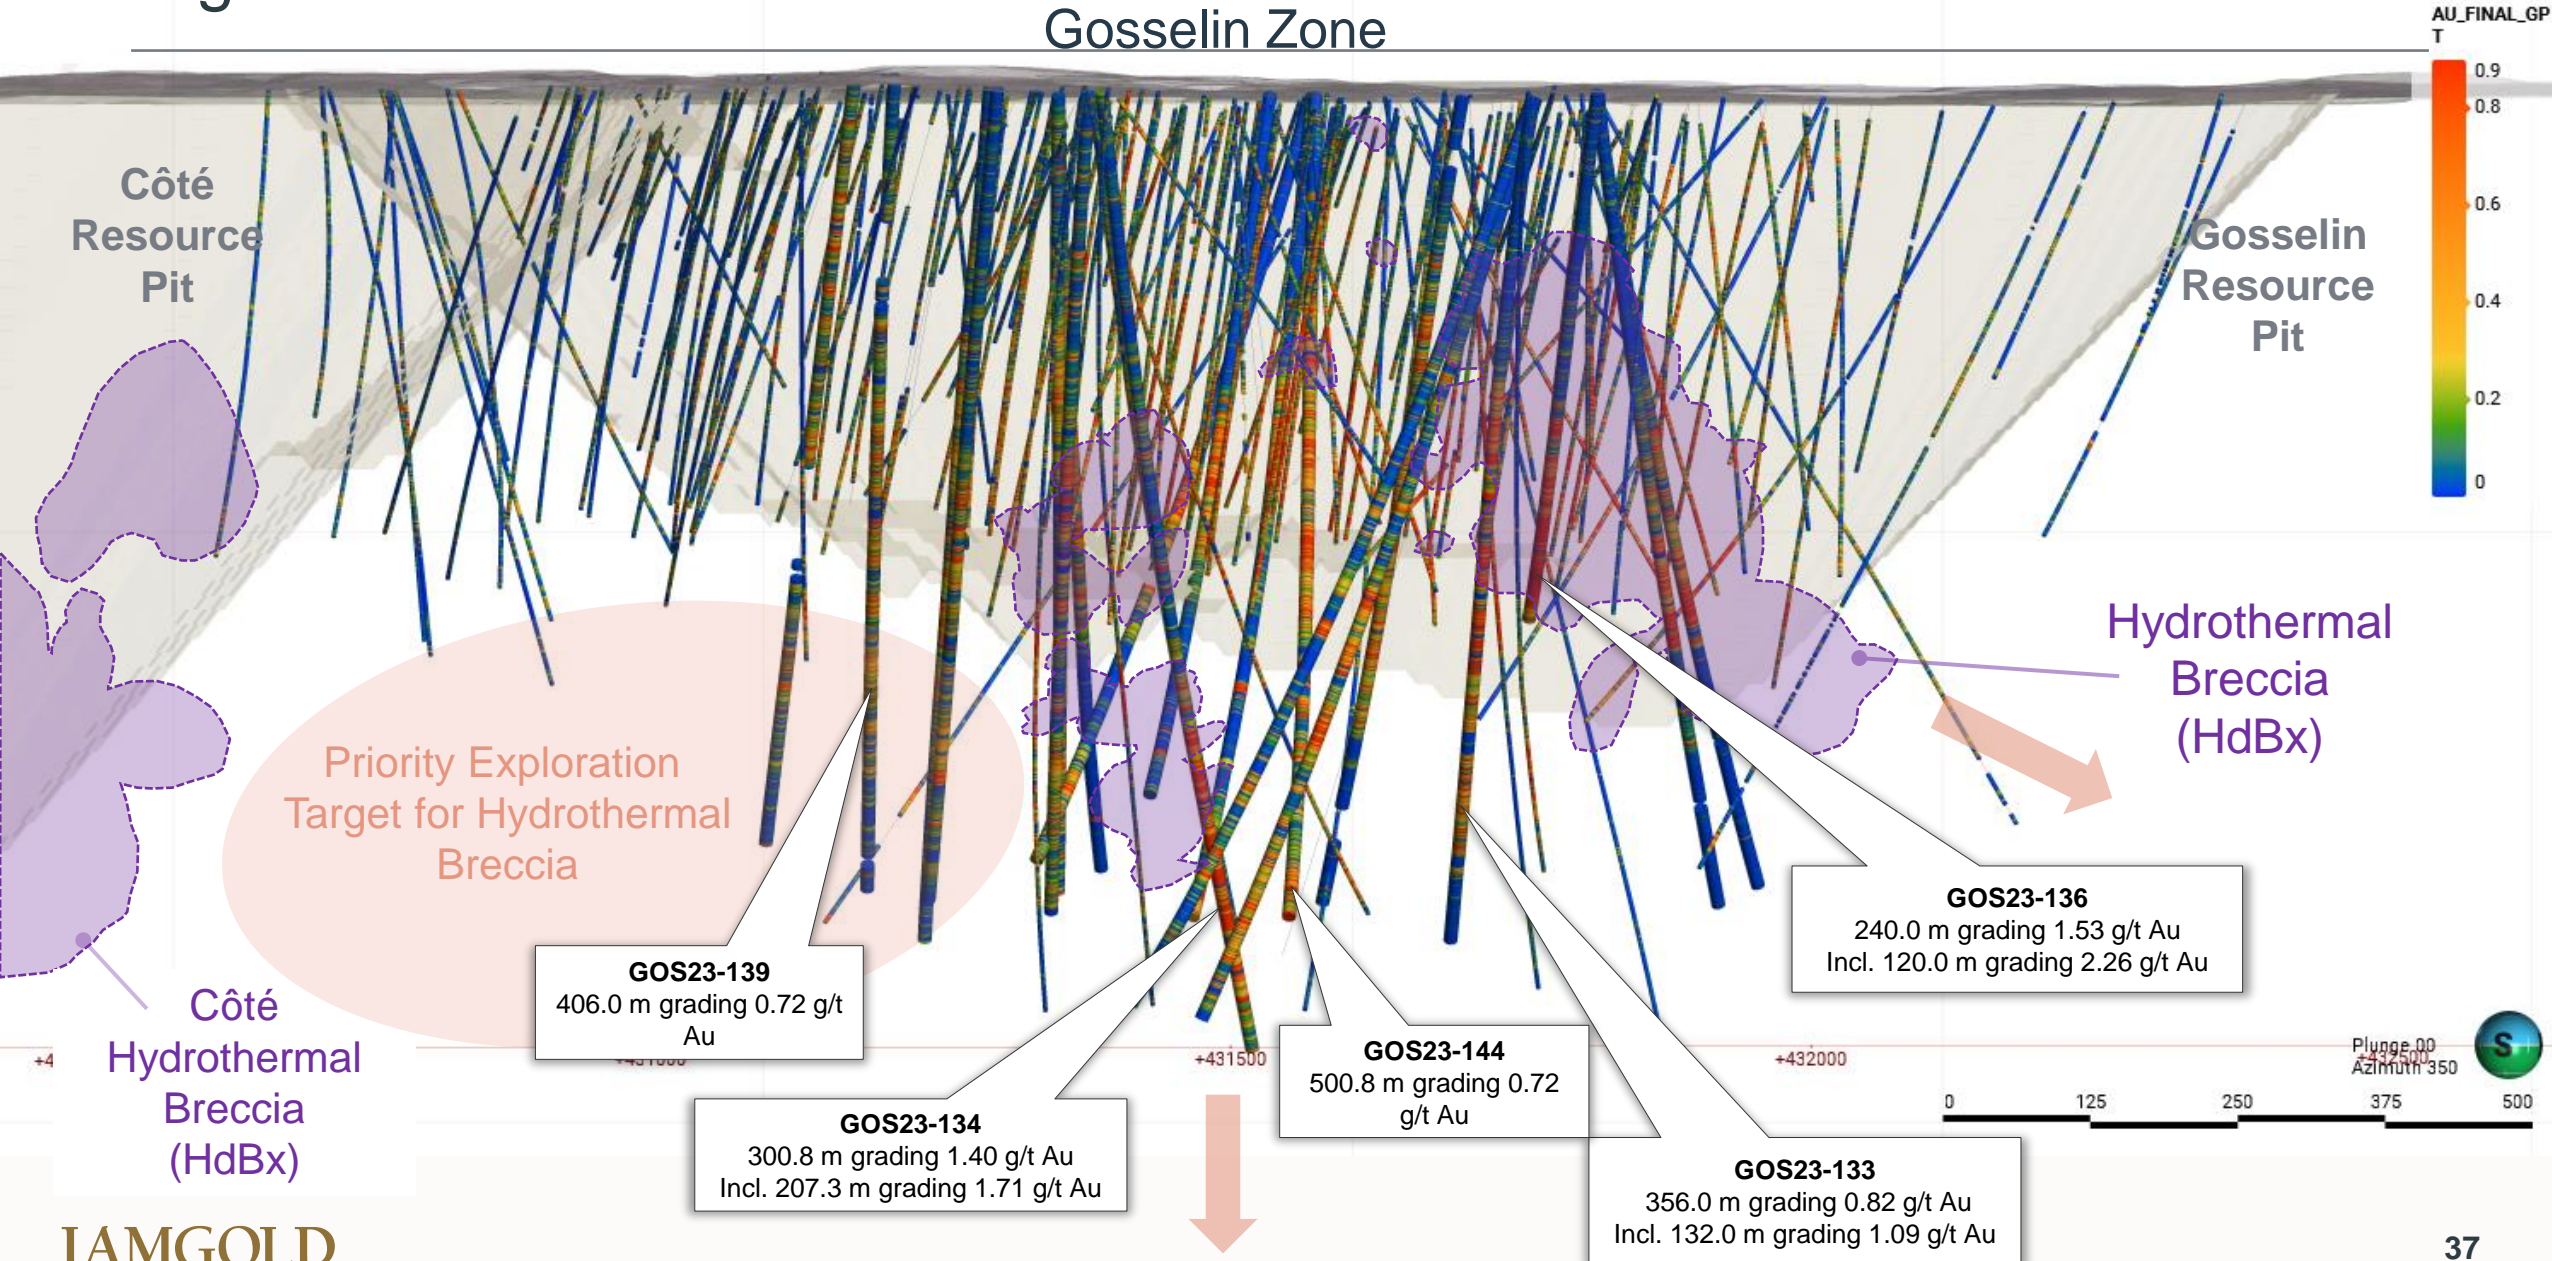 Gosselin Zone
AU_FINAL_GP
T
0.9
0.8
0.6
0.4
0.2
0
Côté
Resource
Pit
Gosselin
Resource
Pit
Hydrothermal
Breccia
(HdBx)
Priority Exploration
Target for Hydrothermal
Breccia
Côté
Hydrothermal
Breccia
(HdBx)
GOS23-139
406.0 m grading 0.72 g/t
Au
GOS23-136
240.0 m grading 1.53 g/t Au
Incl. 120.0 m grading 2.26 g/t Au
GOS23-134
300.8 m grading 1.40 g/t Au
Incl. 207.3 m grading 1.71 g/t Au
GOS23-144
500.8 m grading 0.72
g/t Au
GOS23-133
356.0 m grading 0.82 g/t Au
Incl. 132.0 m grading 1.09 g/t Au
+4
+431000
+431500
+432000
+432500
Plunge 00
Azimuth 350
S
0 125 250 375 500
IAMGOLD
37